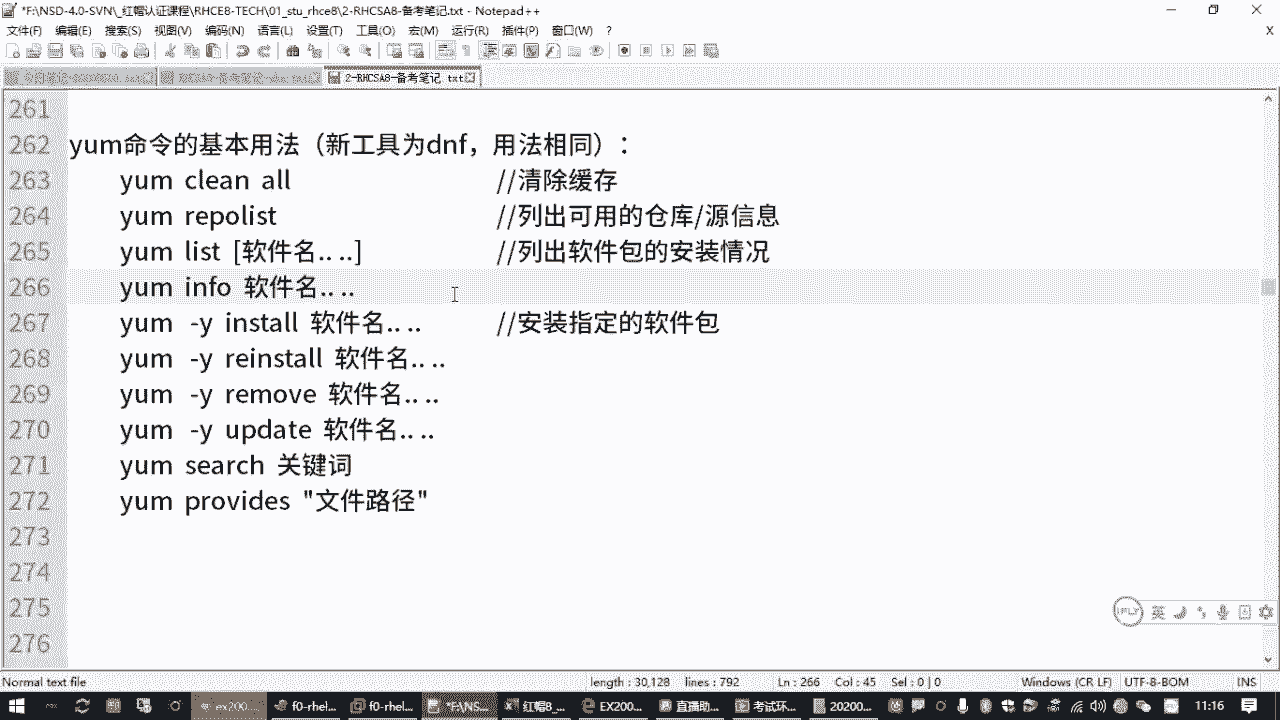 *F:\NSD-4.0-SVN\_红帽认证课程\RHCE8-TECH\01_stu_rhce8\2-RHCSA8-备考笔记.txt - Notepad++
文件(F) 编辑(E) 搜索(S) 视图(V) 编码(N) 语言(L) 设置(T) 工具(O) 宏(M) 运行(R) 插件(P) 窗口(W) ? X
2-RHCSA8-备考笔记.txt
261
262 yum命令的基本用法（新工具为dnf，用法相同）：
263 yum clean all //清除缓存
264 yum repolist //列出可用的仓库/源信息
265 yum list [软件名.. ..] //列出软件包的安装情况
266 yum info 软件名.. ..
267 yum -y install 软件名.. .. //安装指定的软件包
268 yum -y reinstall 软件名.. ..
269 yum -y remove 软件名.. ..
270 yum -y update 软件名.. ..
271 yum search 关键词
272 yum provides "文件路径"
273
274
275
276
iFLY 英
Normal text file length : 30,128 lines : 792 Ln : 266 Col : 45 Sel : 0 | 0 Windows (CR LF) UTF-8-BOM INS
ex200... f0-rhel... f0-rhel... *F:\NS... 红帽8_... EX200... 直播助... 考试环... 20200... 11:16